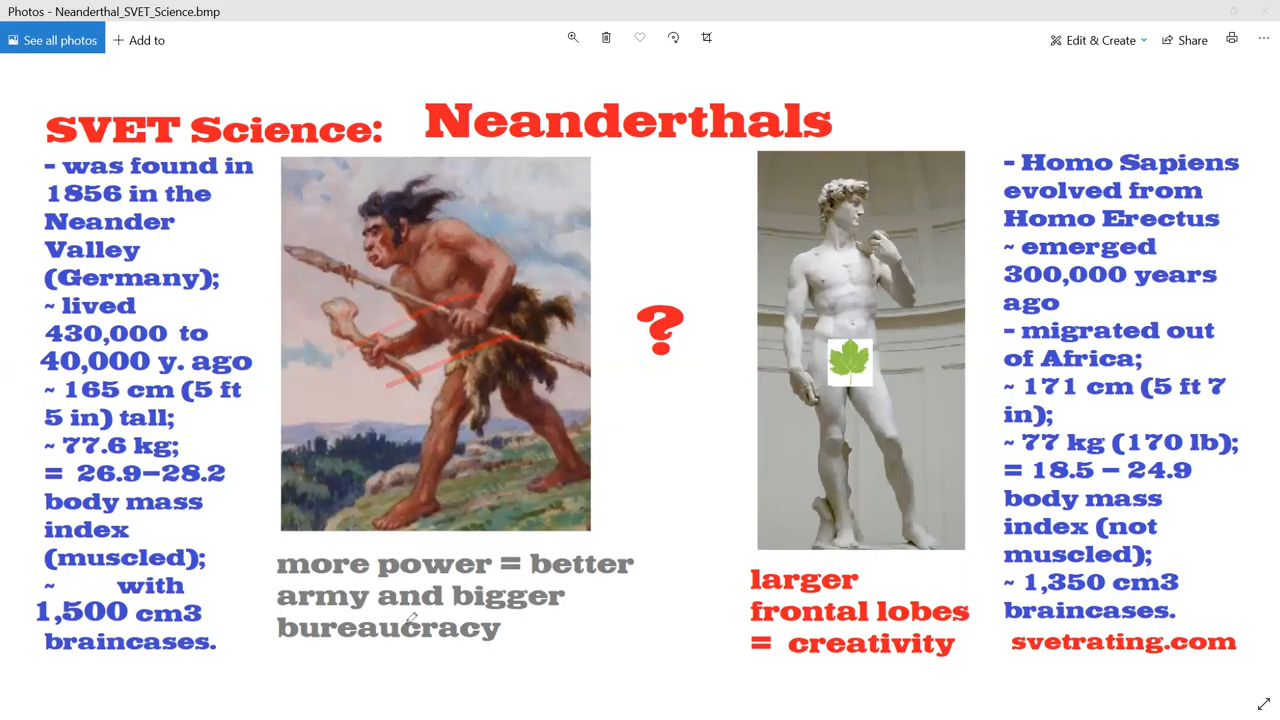 Photos - Neanderthal_SVET_Science.bmp
See all photos
Add to
Edit & Create
Share
SVET Science:
Neanderthals
- was found in
1856 in the
Neander
Valley
(Germany);
~ lived
430,000 to
40,000 y. ago
~ 165 cm (5 ft
5 in) tall;
~ 77.6 kg;
= 26.9–28.2
body mass
index
(muscled);
~ with
1,500 cm3
braincases.
more power = better
army and bigger
bureaucracy
?
larger
frontal lobes
= creativity
- Homo Sapiens
evolved from
Homo Erectus
~ emerged
300,000 years
ago
- migrated out
of Africa;
~ 171 cm (5 ft 7
in);
~ 77 kg (170 lb);
= 18.5 – 24.9
body mass
index (not
muscled);
~ 1,350 cm3
braincases.
svetrating.com